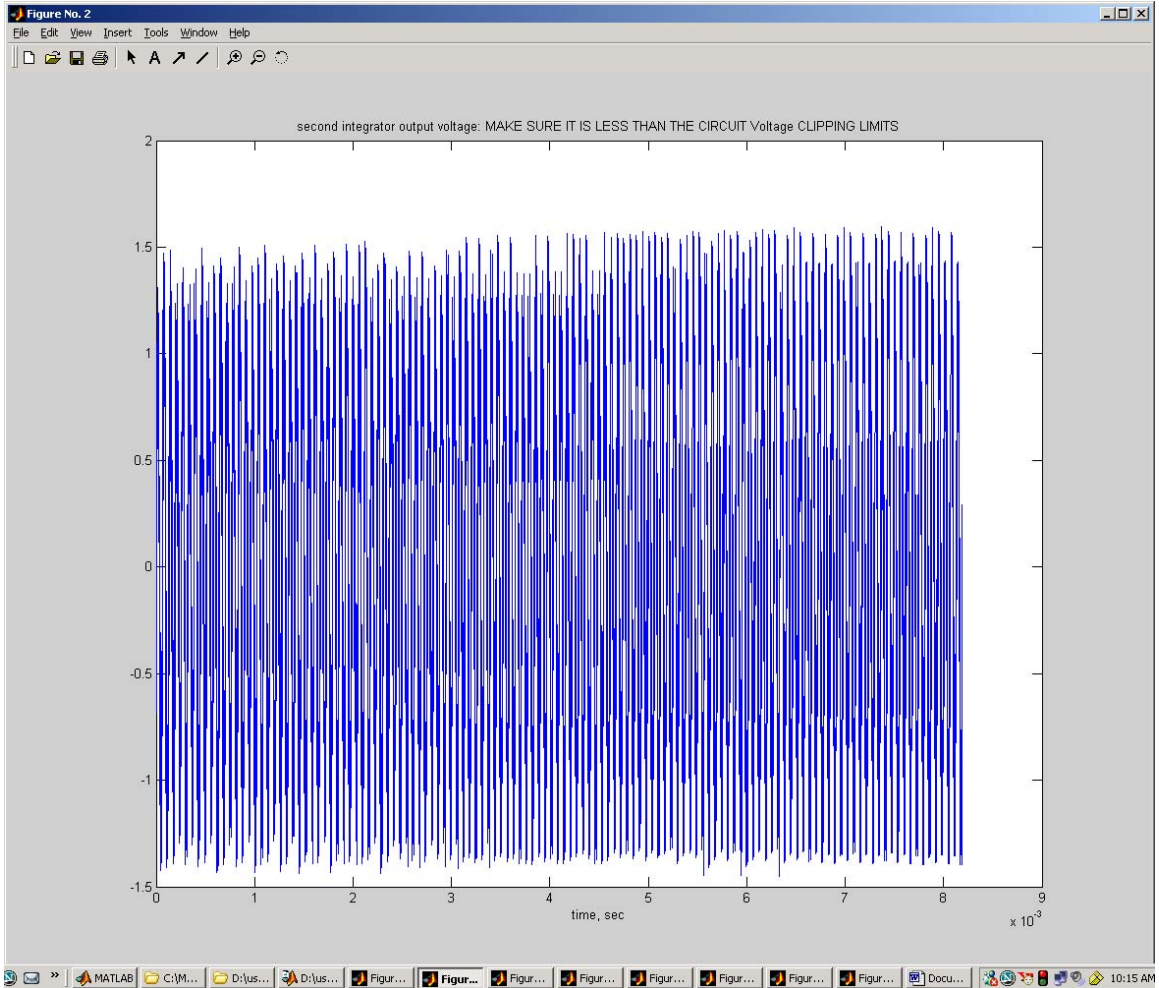 Figure No. 2
File Edit View Insert Tools Window Help
A
second integrator output voltage: MAKE SURE IT IS LESS THAN THE CIRCUIT Voltage CLIPPING LIMITS
2
1.5
1
0.5
0
-0.5
-1
-1.5
0 1 2 3 4 5 6 7 8 9
time, sec
x 10-3
» MATLAB C:\M... D:\us... D:\us... Figur... Figur... Figur... Figur... Figur... Figur... Figur... Figur... Docu... 10:15 AM